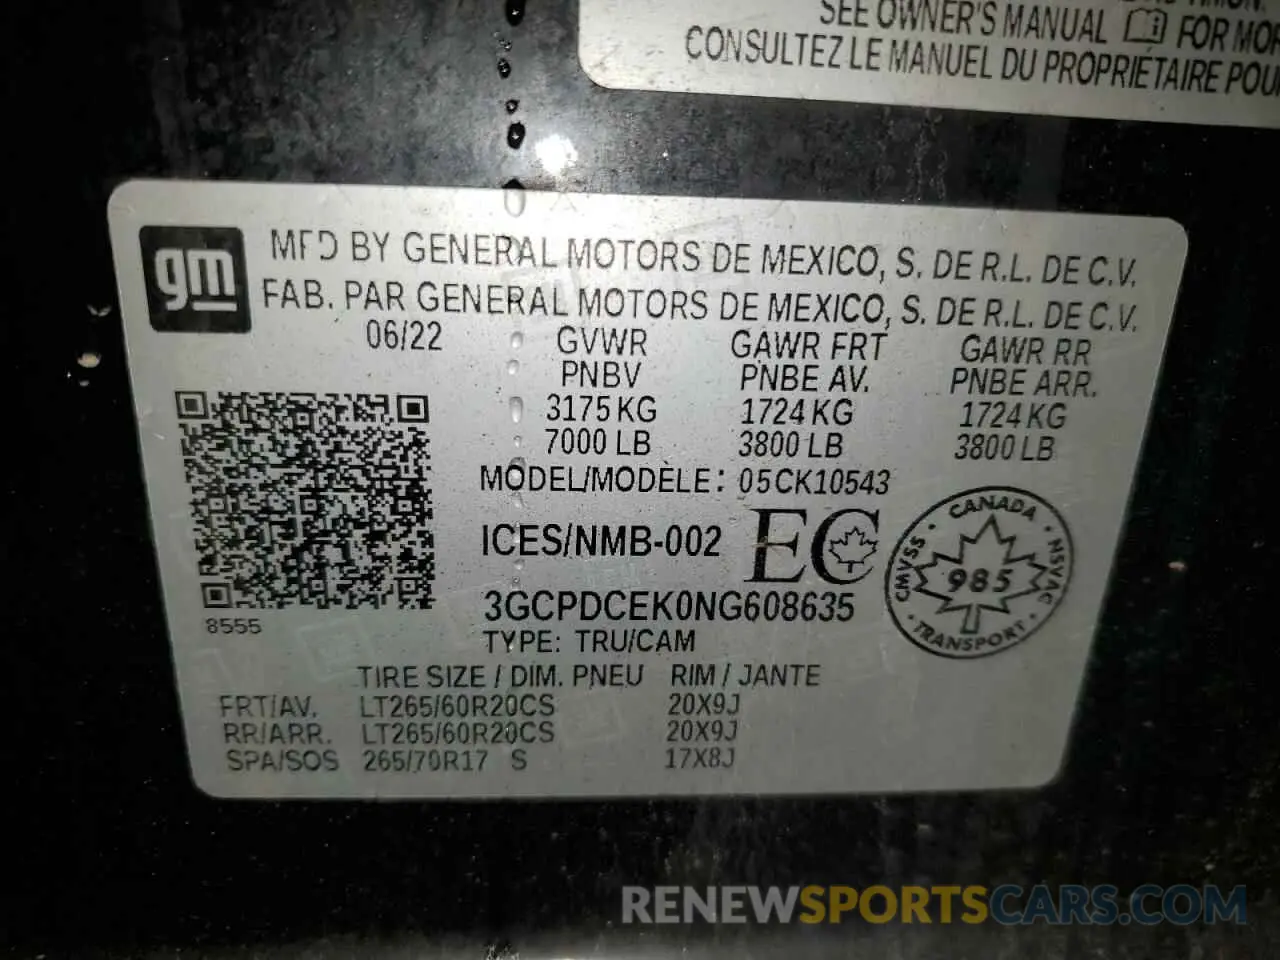 SEE OWNER'S MANUAL FOR
CONSULTEZ LE MANUEL DU PROPRIETAIRE
gm
MFD BY GENERAL MOTORS DE MEXICO, S. DE R.L. DE C.V.
FAB. PAR GENERAL MOTORS DE MEXICO, S. DE R.L. DE C.V.
06/22 GVWR GAWR FRT GAWR RR
PNBV PNBE AV. PNBE ARR.
3175 KG 1724 KG 1724 KG
7000 LB 3800 LB 3800 LB
MODEL/MODÈLE: 05CK10543
ICES/NMB-002 EC
CANADA
CMVSS 985 NSVAC
TRANSPORT
3GCPDCEK0NG608635
8555
TYPE: TRU/CAM
TIRE SIZE / DIM. PNEU RIM / JANTE
FRT/AV. LT265/60R20CS 20X9J
RR/ARR. LT265/60R20CS 20X9J
SPA/SOS 265/70R17 S 17X8J
RENEWSPORTSCARS.COM